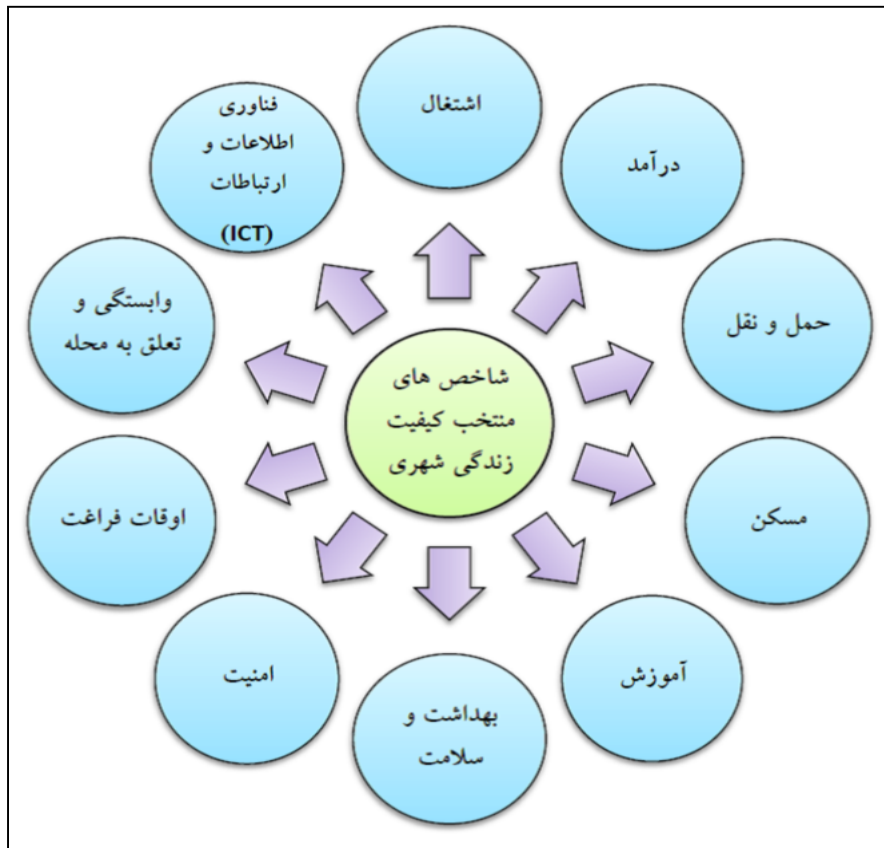 شاخص های
منتخب کیفیت
زندگی شهری
اشتغال
درآمد
حمل و نقل
مسکن
آموزش
بهداشت و
سلامت
امنیت
اوقات فراغت
وابستگی و
تعلق به محله
فناوری
اطلاعات و
ارتباطات
(ICT)